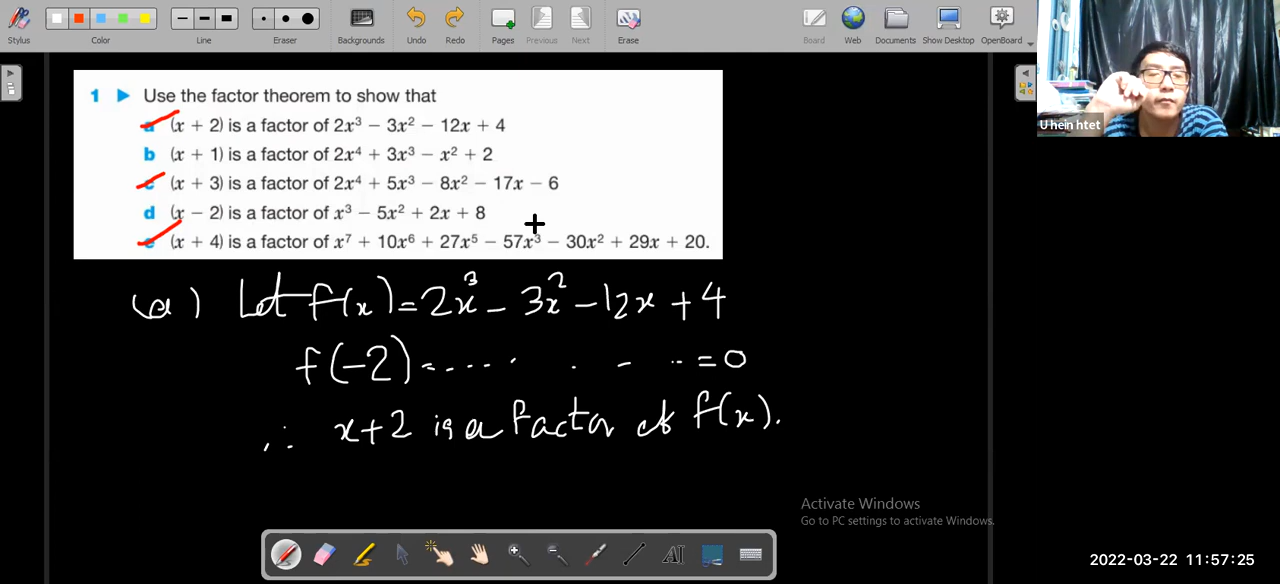 Stylus Color Line Eraser Backgrounds Undo Redo Pages Previous Next Erase Board Web Documents Show Desktop OpenBoard
U hein htet
1 ▶ Use the factor theorem to show that
a (x + 2) is a factor of 2x³ − 3x² − 12x + 4
b (x + 1) is a factor of 2x⁴ + 3x³ − x² + 2
c (x + 3) is a factor of 2x⁴ + 5x³ − 8x² − 17x − 6
d (x − 2) is a factor of x³ − 5x² + 2x + 8
e (x + 4) is a factor of x⁷ + 10x⁶ + 27x⁵ − 57x³ − 30x² + 29x + 20.
(a) Let f(x) = 2x³ − 3x² − 12x + 4
f(−2) = .... . – .. = 0
∴ x+2 is a factor of f(x).
Activate Windows
Go to PC settings to activate Windows.
AI
2022-03-22 11:57:25